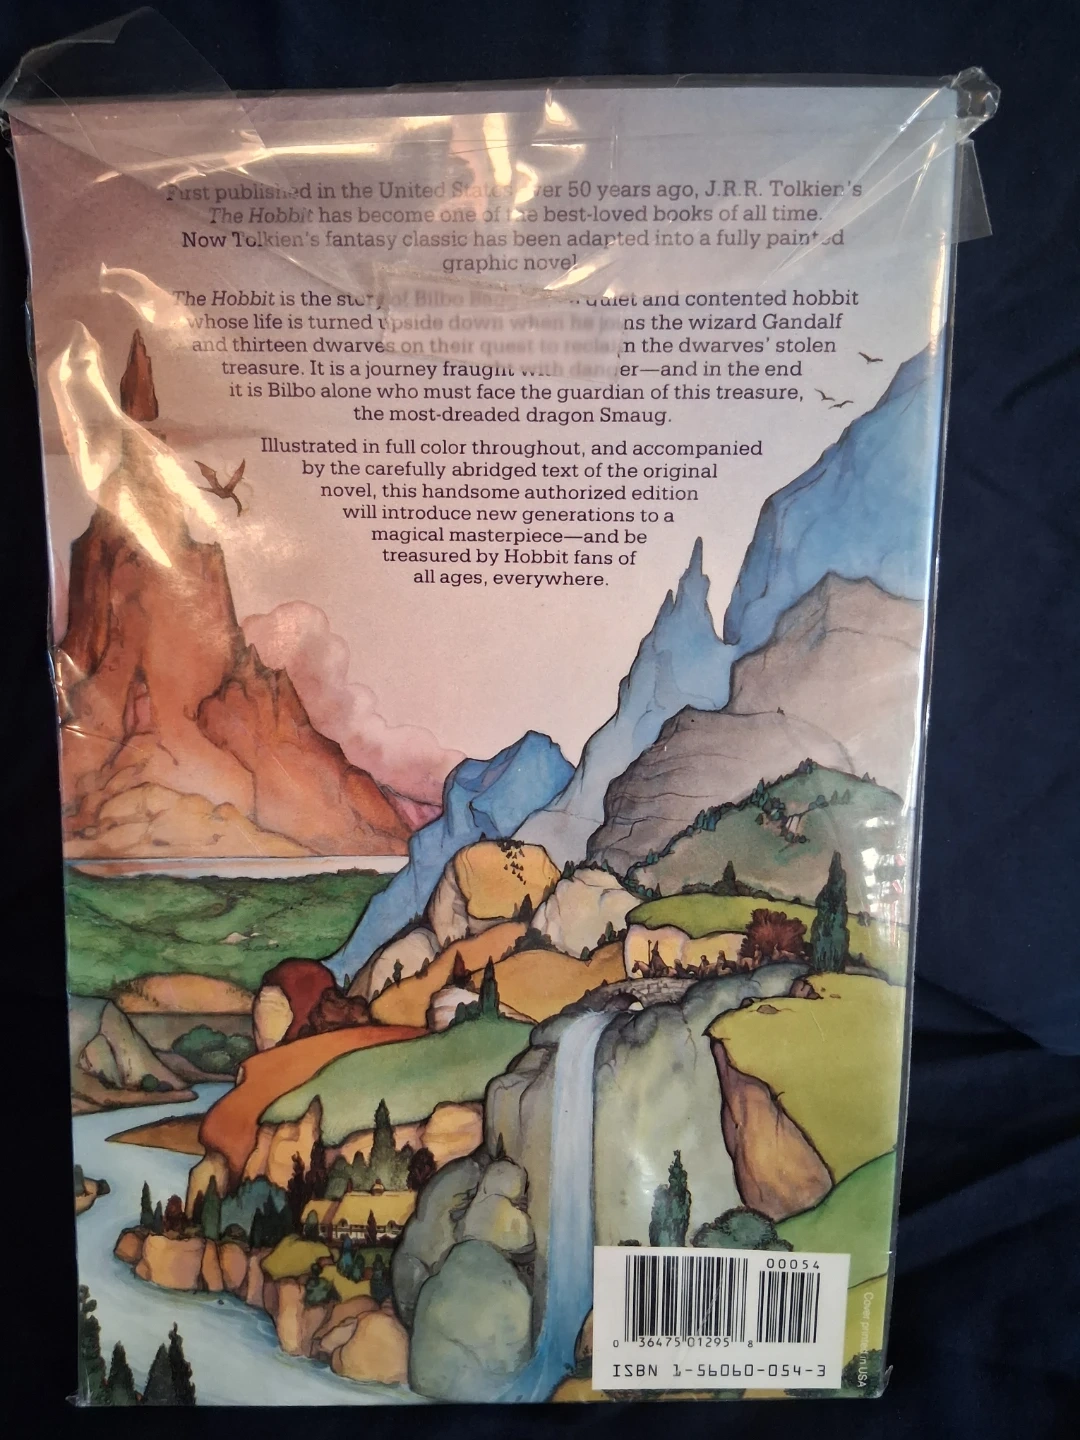 First published in the United States over 50 years ago, J.R.R. Tolkien's
The Hobbit has become one of the best-loved books of all time.
Now Tolkien's fantasy classic has been adapted into a fully painted
graphic novel.
The Hobbit is the story of Bilbo quiet and contented hobbit
whose life is turned upside down when he joins the wizard Gandalf
and thirteen dwarves on their quest to reclaim the dwarves' stolen
treasure. It is a journey fraught with danger—and in the end
it is Bilbo alone who must face the guardian of this treasure,
the most-dreaded dragon Smaug.
Illustrated in full color throughout, and accompanied
by the carefully abridged text of the original
novel, this handsome authorized edition
will introduce new generations to a
magical masterpiece—and be
treasured by Hobbit fans of
all ages, everywhere.
00054
0 36475 01295 8
ISBN 1-56060-054-3
Cover printed in USA